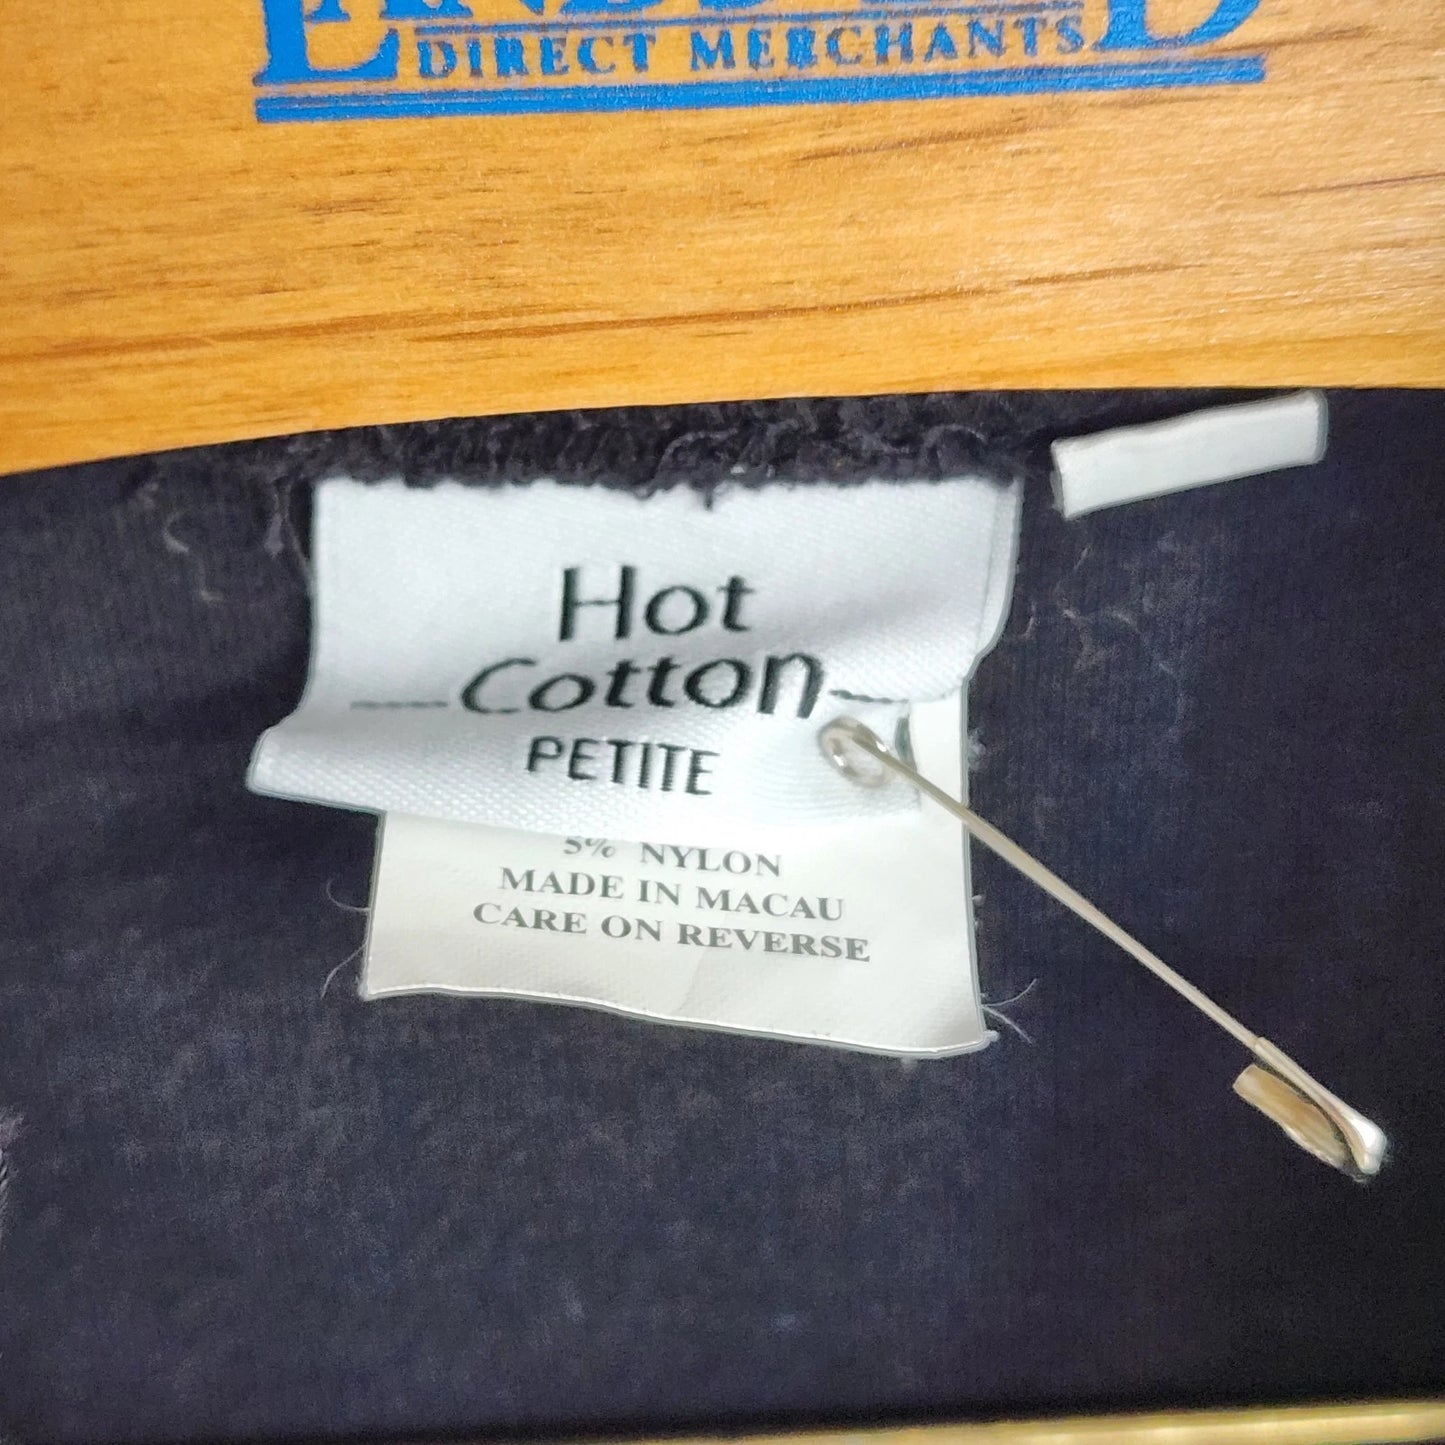 DIRECT MERCHANTS
Hot
Cotton
PETITE
5% NYLON
MADE IN MACAU
CARE ON REVERSE